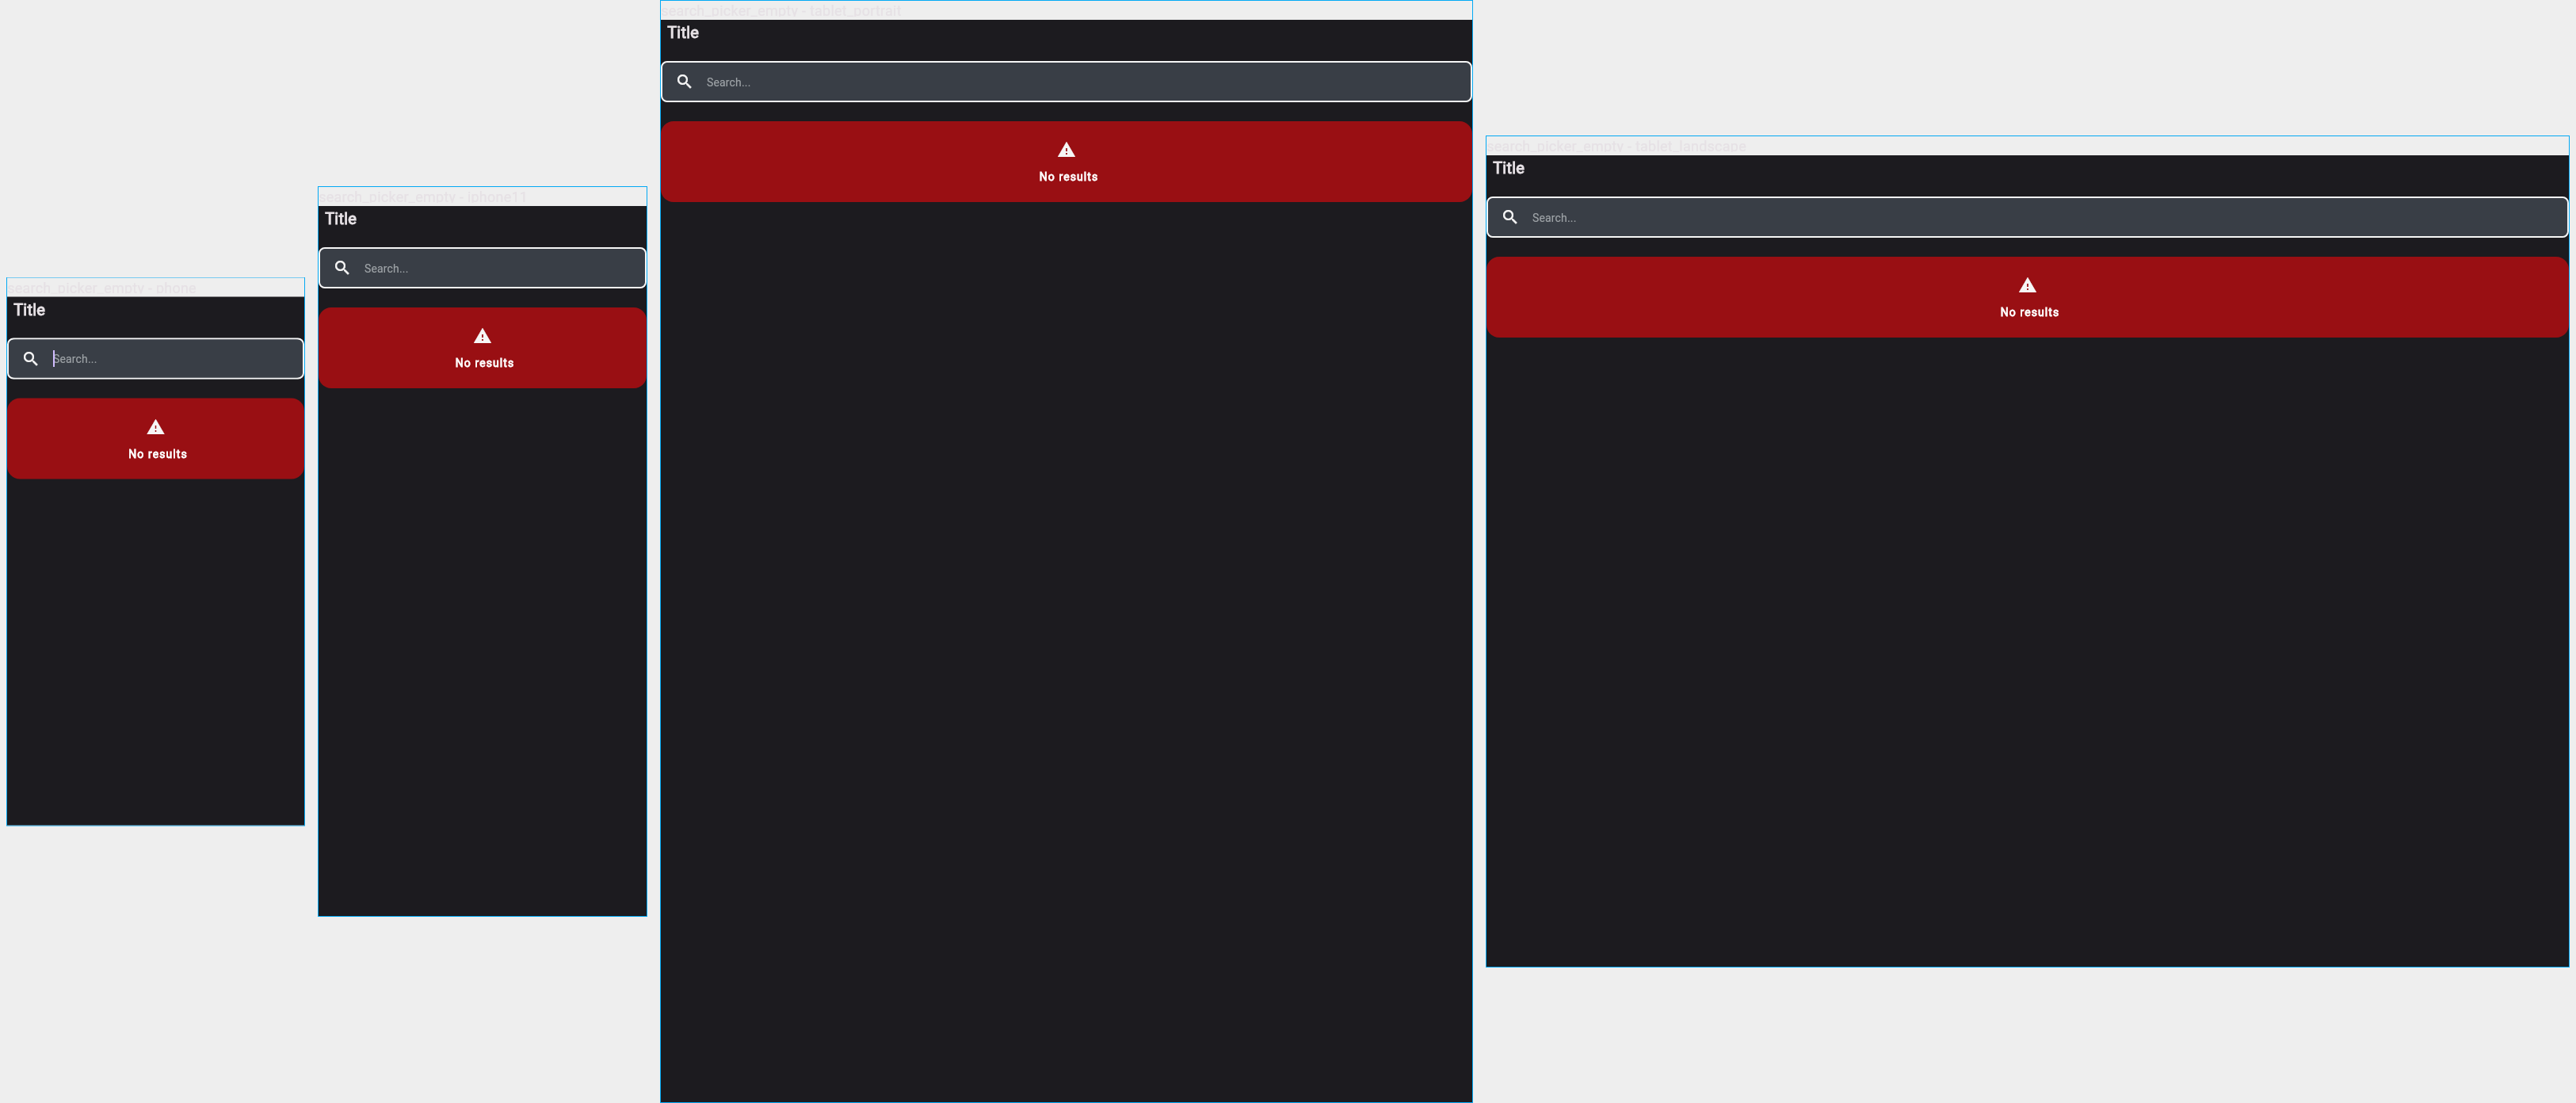 search_picker_empty - phone
Title
Search...
No results
search_picker_empty - iphone11
Title
Search...
No results
search_picker_empty - tablet_portrait
Title
Search...
No results
search_picker_empty - tablet_landscape
Title
Search...
No results